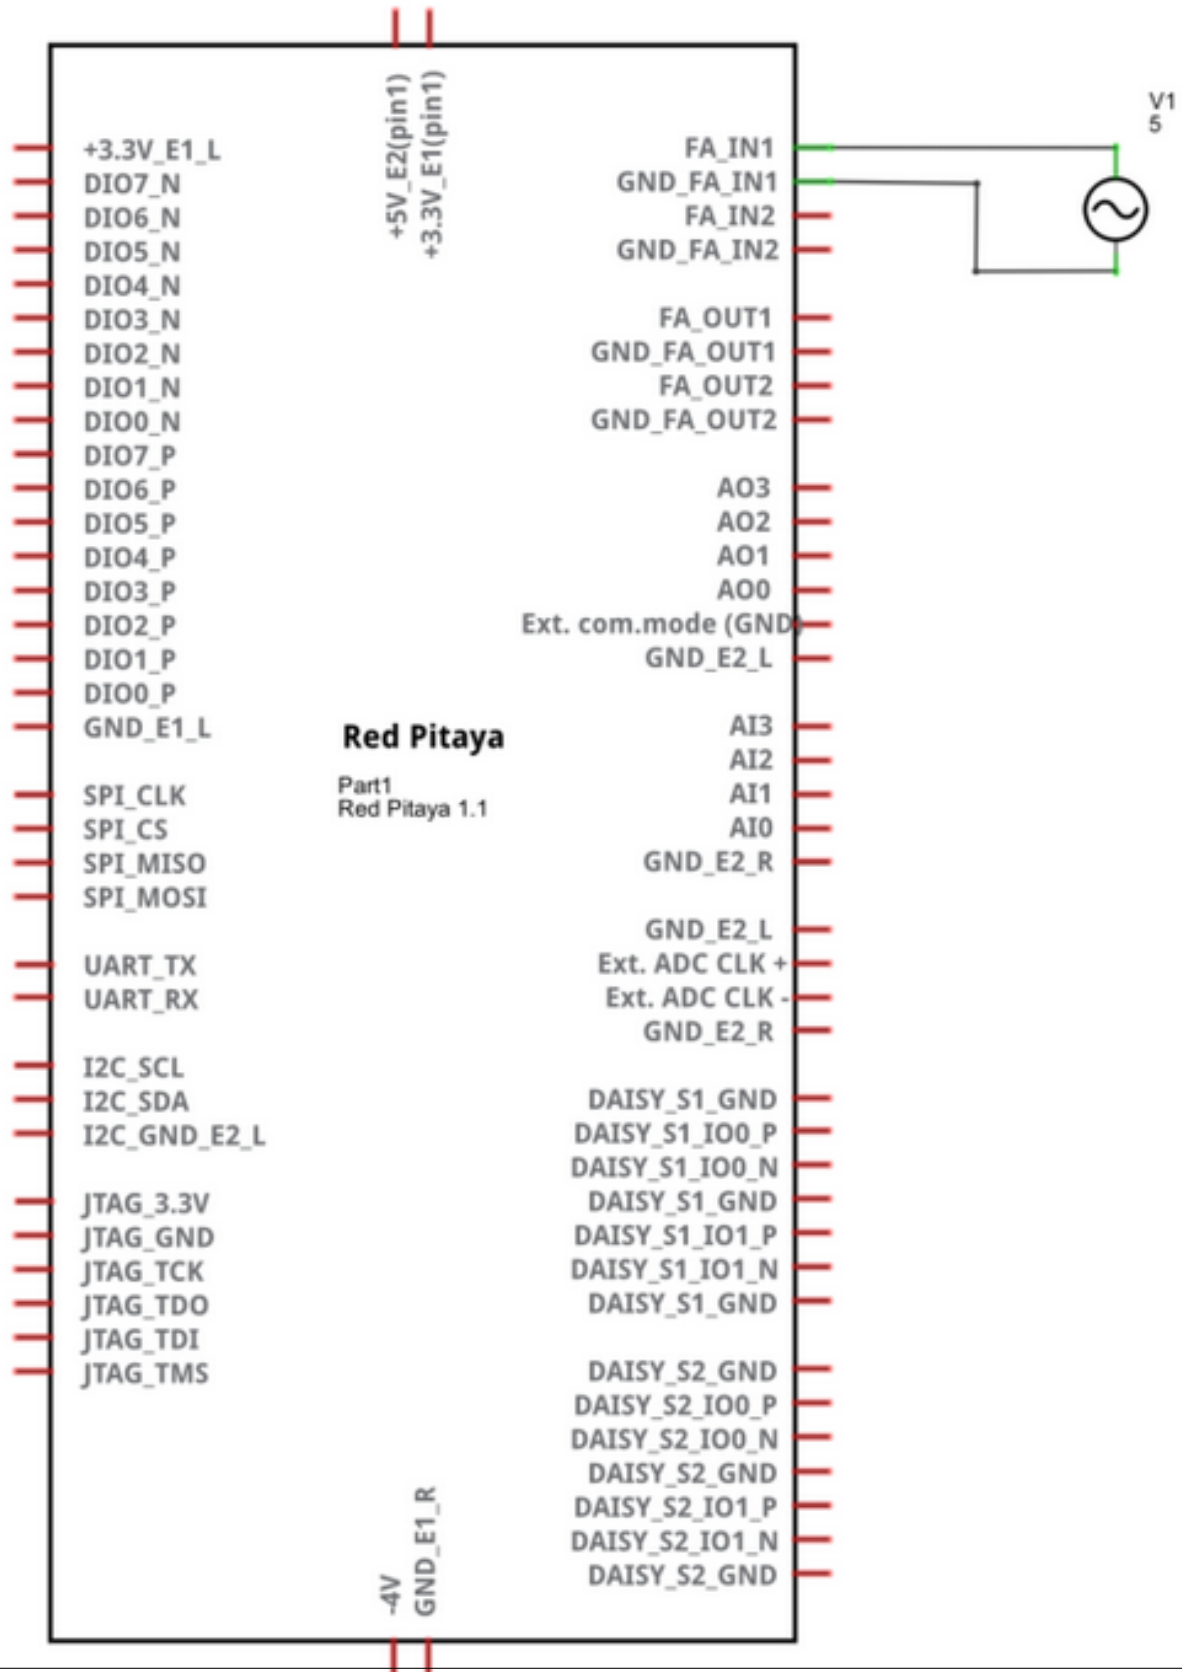 +5V_E2(pin1)
+3.3V_E1(pin1)
+3.3V_E1_L
DIO7_N
DIO6_N
DIO5_N
DIO4_N
DIO3_N
DIO2_N
DIO1_N
DIO0_N
DIO7_P
DIO6_P
DIO5_P
DIO4_P
DIO3_P
DIO2_P
DIO1_P
DIO0_P
GND_E1_L
SPI_CLK
SPI_CS
SPI_MISO
SPI_MOSI
UART_TX
UART_RX
I2C_SCL
I2C_SDA
I2C_GND_E2_L
JTAG_3.3V
JTAG_GND
JTAG_TCK
JTAG_TDO
JTAG_TDI
JTAG_TMS
Red Pitaya
Part1
Red Pitaya 1.1
-4V
GND_E1_R
FA_IN1
GND_FA_IN1
FA_IN2
GND_FA_IN2
FA_OUT1
GND_FA_OUT1
FA_OUT2
GND_FA_OUT2
AO3
AO2
AO1
AO0
Ext. com.mode (GND)
GND_E2_L
AI3
AI2
AI1
AI0
GND_E2_R
GND_E2_L
Ext. ADC CLK +
Ext. ADC CLK -
GND_E2_R
DAISY_S1_GND
DAISY_S1_IO0_P
DAISY_S1_IO0_N
DAISY_S1_GND
DAISY_S1_IO1_P
DAISY_S1_IO1_N
DAISY_S1_GND
DAISY_S2_GND
DAISY_S2_IO0_P
DAISY_S2_IO0_N
DAISY_S2_GND
DAISY_S2_IO1_P
DAISY_S2_IO1_N
DAISY_S2_GND
V1
5